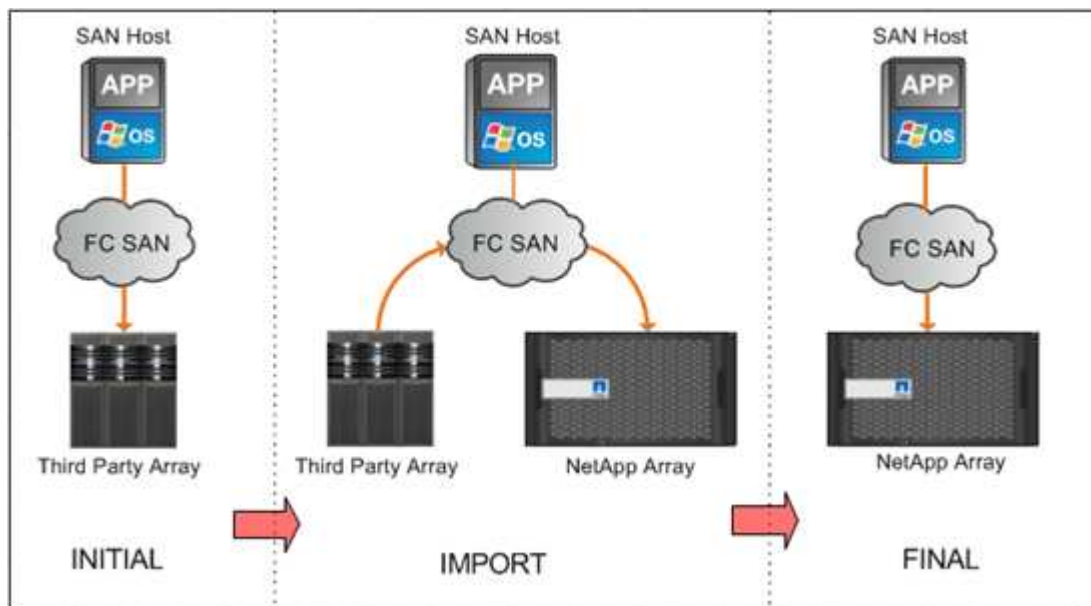 SAN Host
APP
OS
FC SAN
Third Party Array
INITIAL
SAN Host
APP
OS
FC SAN
Third Party Array
NetApp Array
IMPORT
SAN Host
APP
OS
FC SAN
NetApp Array
FINAL